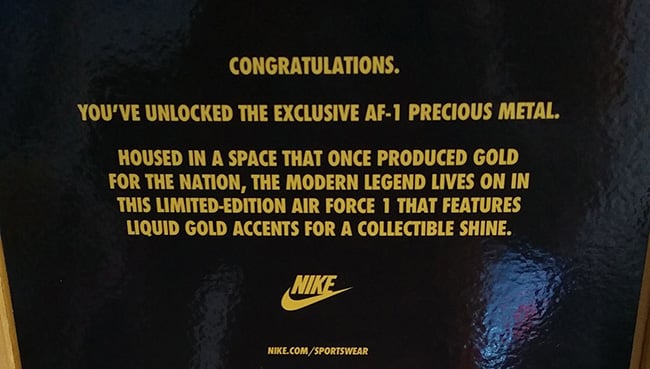 CONGRATULATIONS.
YOU'VE UNLOCKED THE EXCLUSIVE AF-1 PRECIOUS METAL.
HOUSED IN A SPACE THAT ONCE PRODUCED GOLD
FOR THE NATION, THE MODERN LEGEND LIVES ON IN
THIS LIMITED-EDITION AIR FORCE 1 THAT FEATURES
LIQUID GOLD ACCENTS FOR A COLLECTIBLE SHINE.
NIKE
NIKE.COM/SPORTSWEAR